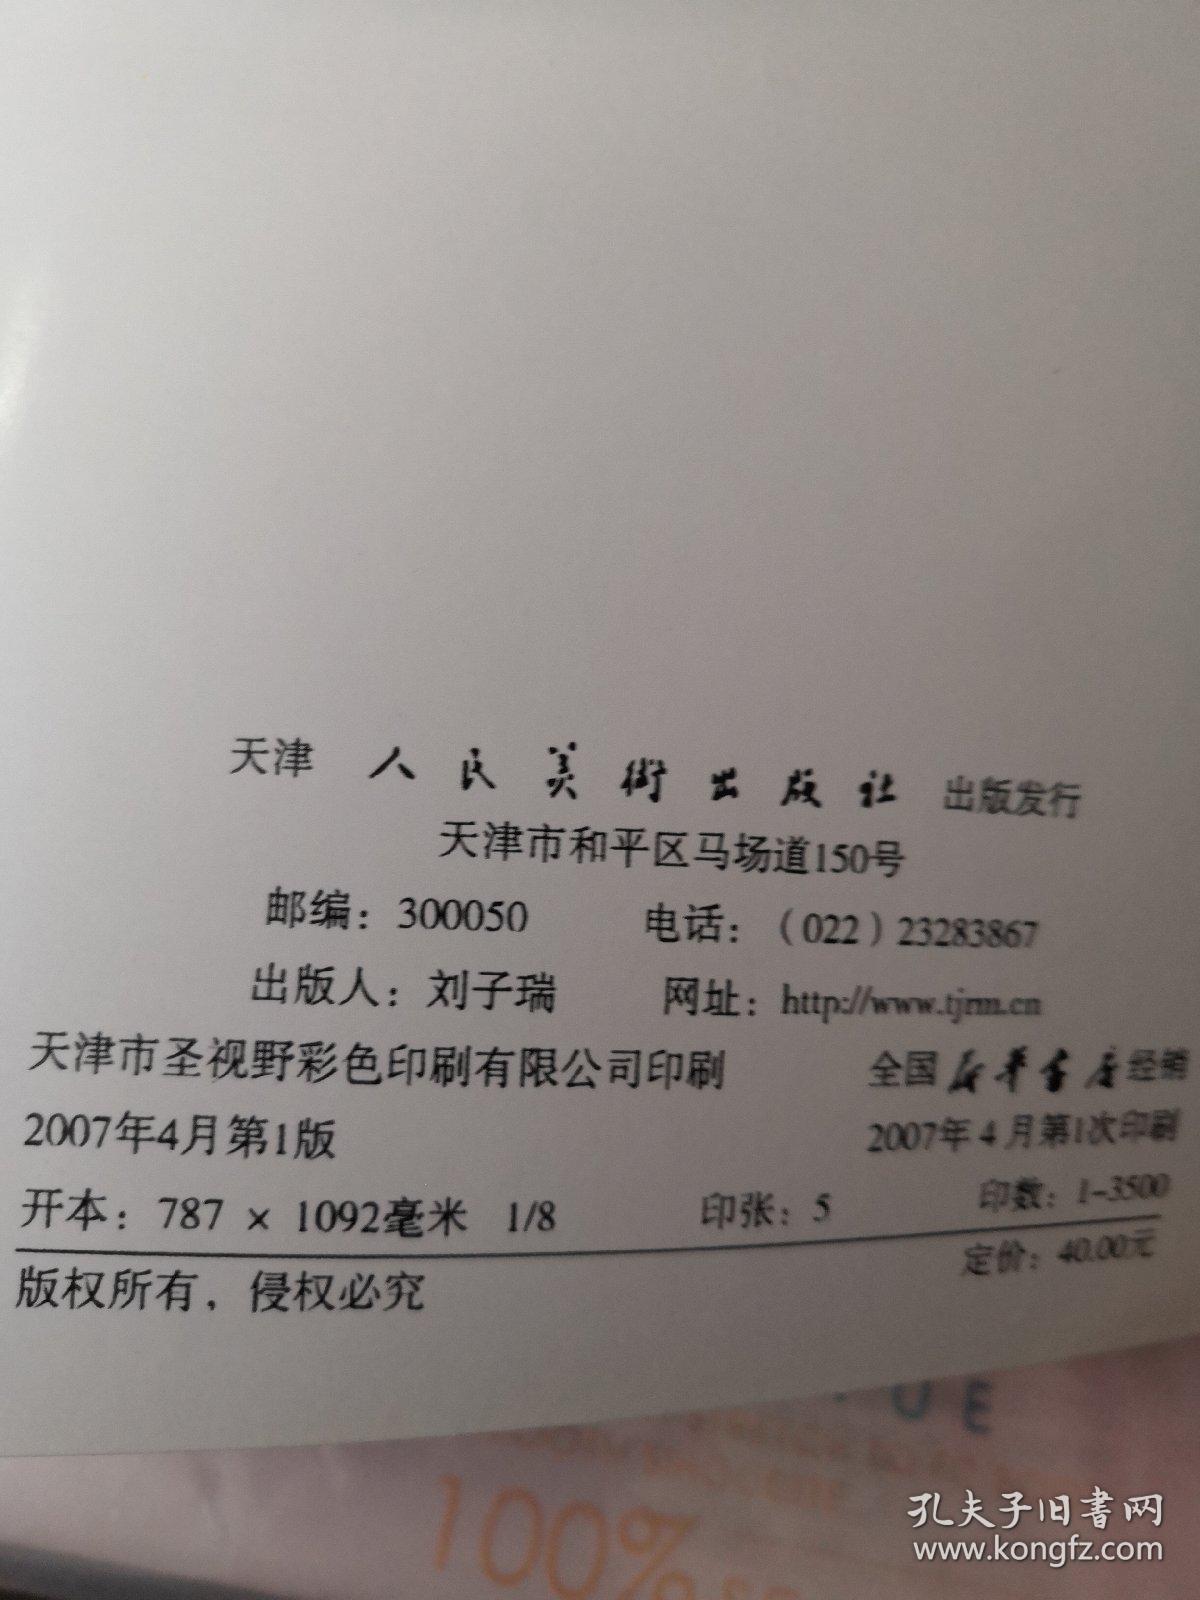 天津 人民美術出版社 出版发行
天津市和平区马场道150号
邮编：300050 电话：（022）23283867
出版人：刘子瑞 网址：http://www.tjrm.cn
天津市圣视野彩色印刷有限公司印刷 全国新华书店经销
2007年4月第1版 2007年4月第1次印刷
开本：787 × 1092毫米 1/8 印张：5 印数：1-3500
版权所有，侵权必究 定价：40.00元
UE
100%
孔夫子旧书网
www.kongfz.com